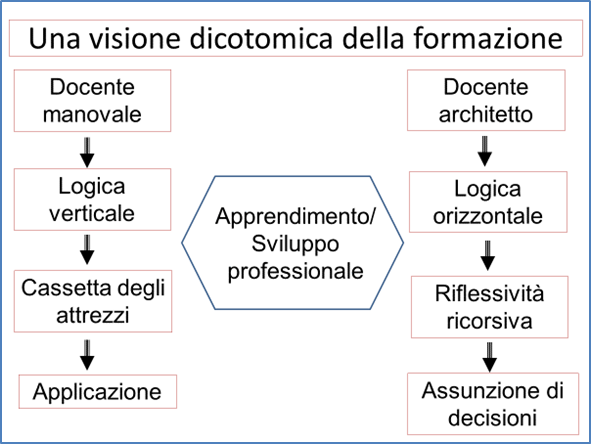 Una visione dicotomica della formazione
Docente
manovale
Logica
verticale
Cassetta degli
attrezzi
Applicazione
Apprendimento/
Sviluppo
professionale
Docente
architetto
Logica
orizzontale
Riflessività
ricorsiva
Assunzione di
decisioni